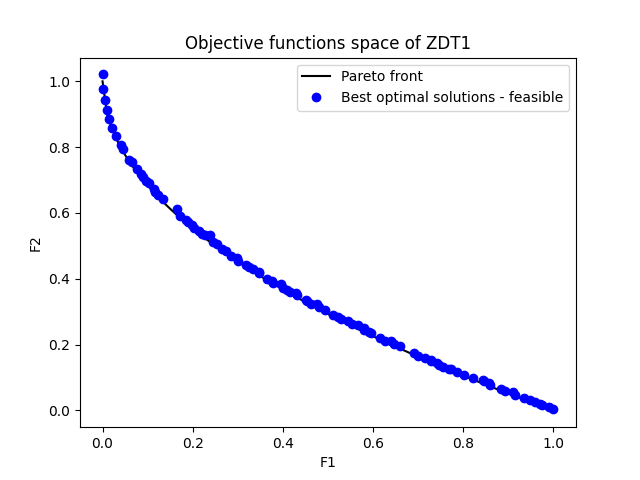 Objective functions space of ZDT1
Pareto front
Best optimal solutions - feasible
1.0
0.8
0.6
0.4
0.2
0.0
F2
0.0 0.2 0.4 0.6 0.8 1.0
F1